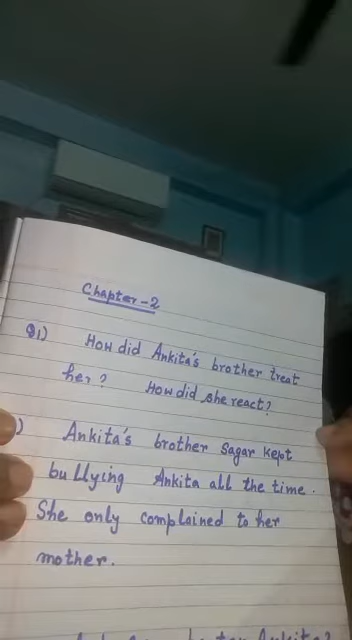 Chapter-2
Q1) How did Ankita's brother treat
her? How did she react?
) Ankita's brother Sagar kept
bullying Ankita all the time.
She only complained to her
mother.